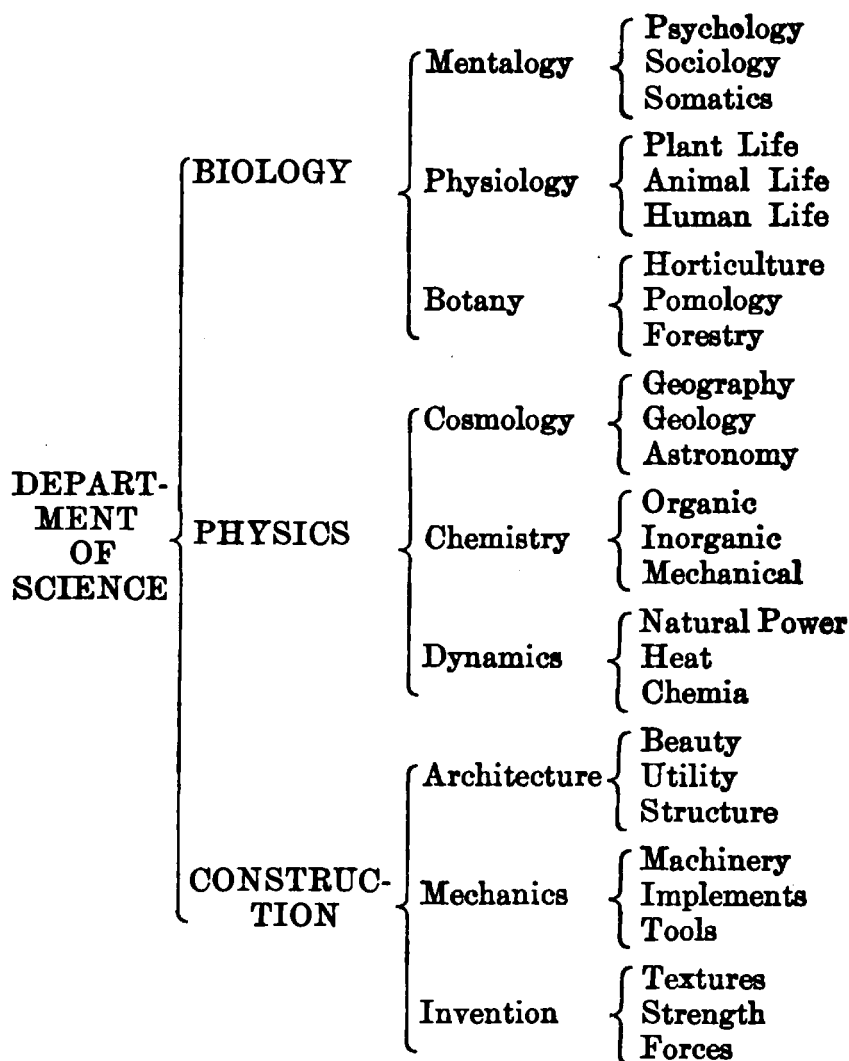 DEPART-
MENT
OF
SCIENCE
BIOLOGY
Mentalogy
Psychology
Sociology
Somatics
Physiology
Plant Life
Animal Life
Human Life
Botany
Horticulture
Pomology
Forestry
PHYSICS
Cosmology
Geography
Geology
Astronomy
Chemistry
Organic
Inorganic
Mechanical
Dynamics
Natural Power
Heat
Chemia
CONSTRUC-
TION
Architecture
Beauty
Utility
Structure
Mechanics
Machinery
Implements
Tools
Invention
Textures
Strength
Forces